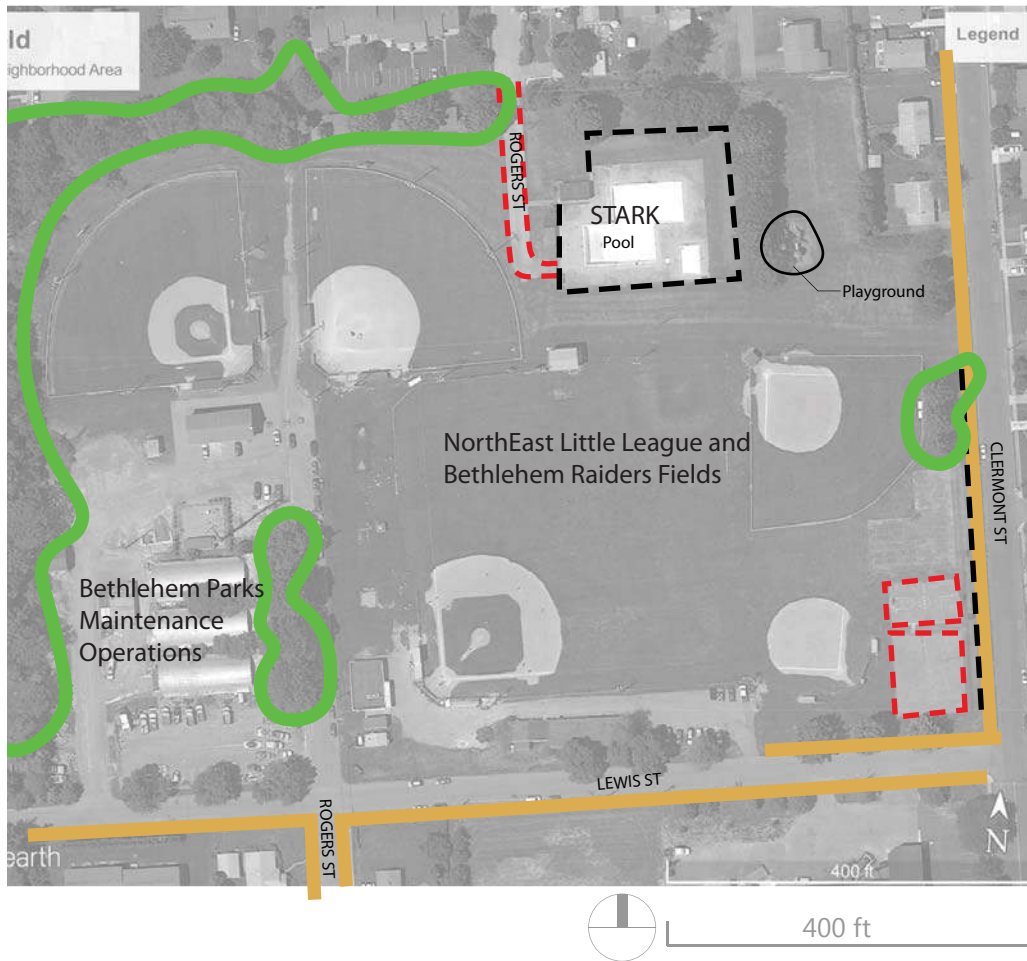 ld
eighborhood Area
Legend
ROGERS ST
STARK
Pool
Playground
NorthEast Little League and
Bethlehem Raiders Fields
CLERMONT ST
Bethlehem Parks
Maintenance
Operations
LEWIS ST
ROGERS ST
N
earth
400 ft
400 ft